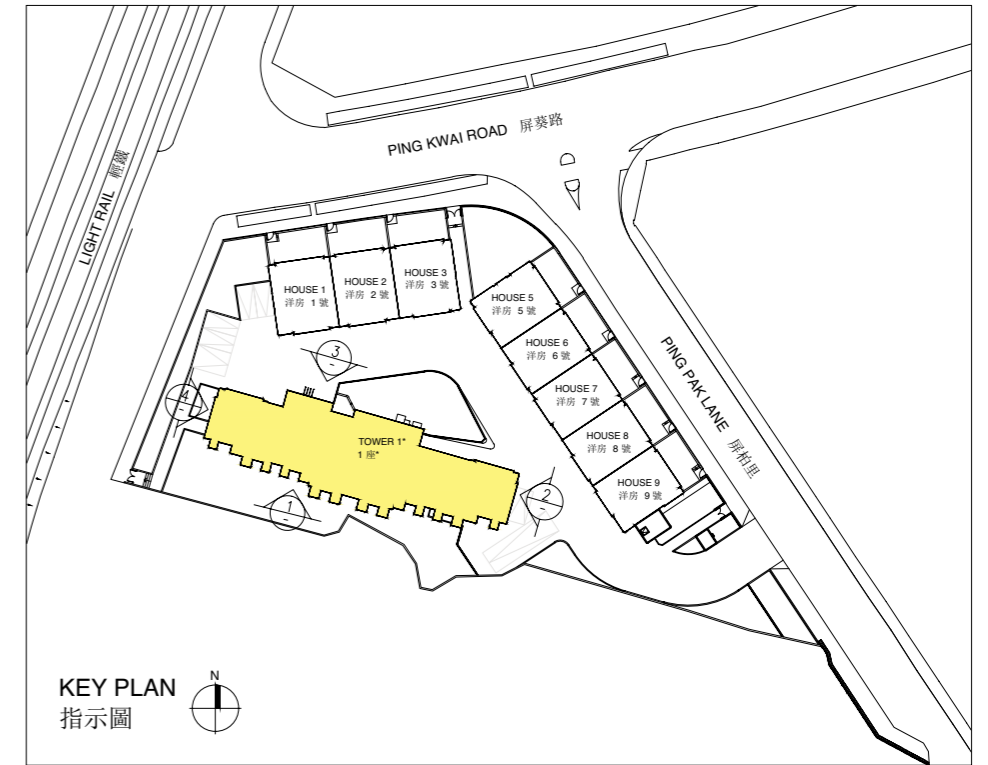 PING KWAI ROAD 屏葵路
LIGHT RAIL 輕鐵
HOUSE 1
洋房 1 號
HOUSE 2
洋房 2 號
HOUSE 3
洋房 3 號
HOUSE 5
洋房 5 號
HOUSE 6
洋房 6 號
HOUSE 7
洋房 7 號
HOUSE 8
洋房 8 號
HOUSE 9
洋房 9 號
PING PAK LANE 屏柏里
3
-
4
-
TOWER 1*
1 座*
1
-
2
-
KEY PLAN
指示圖
N